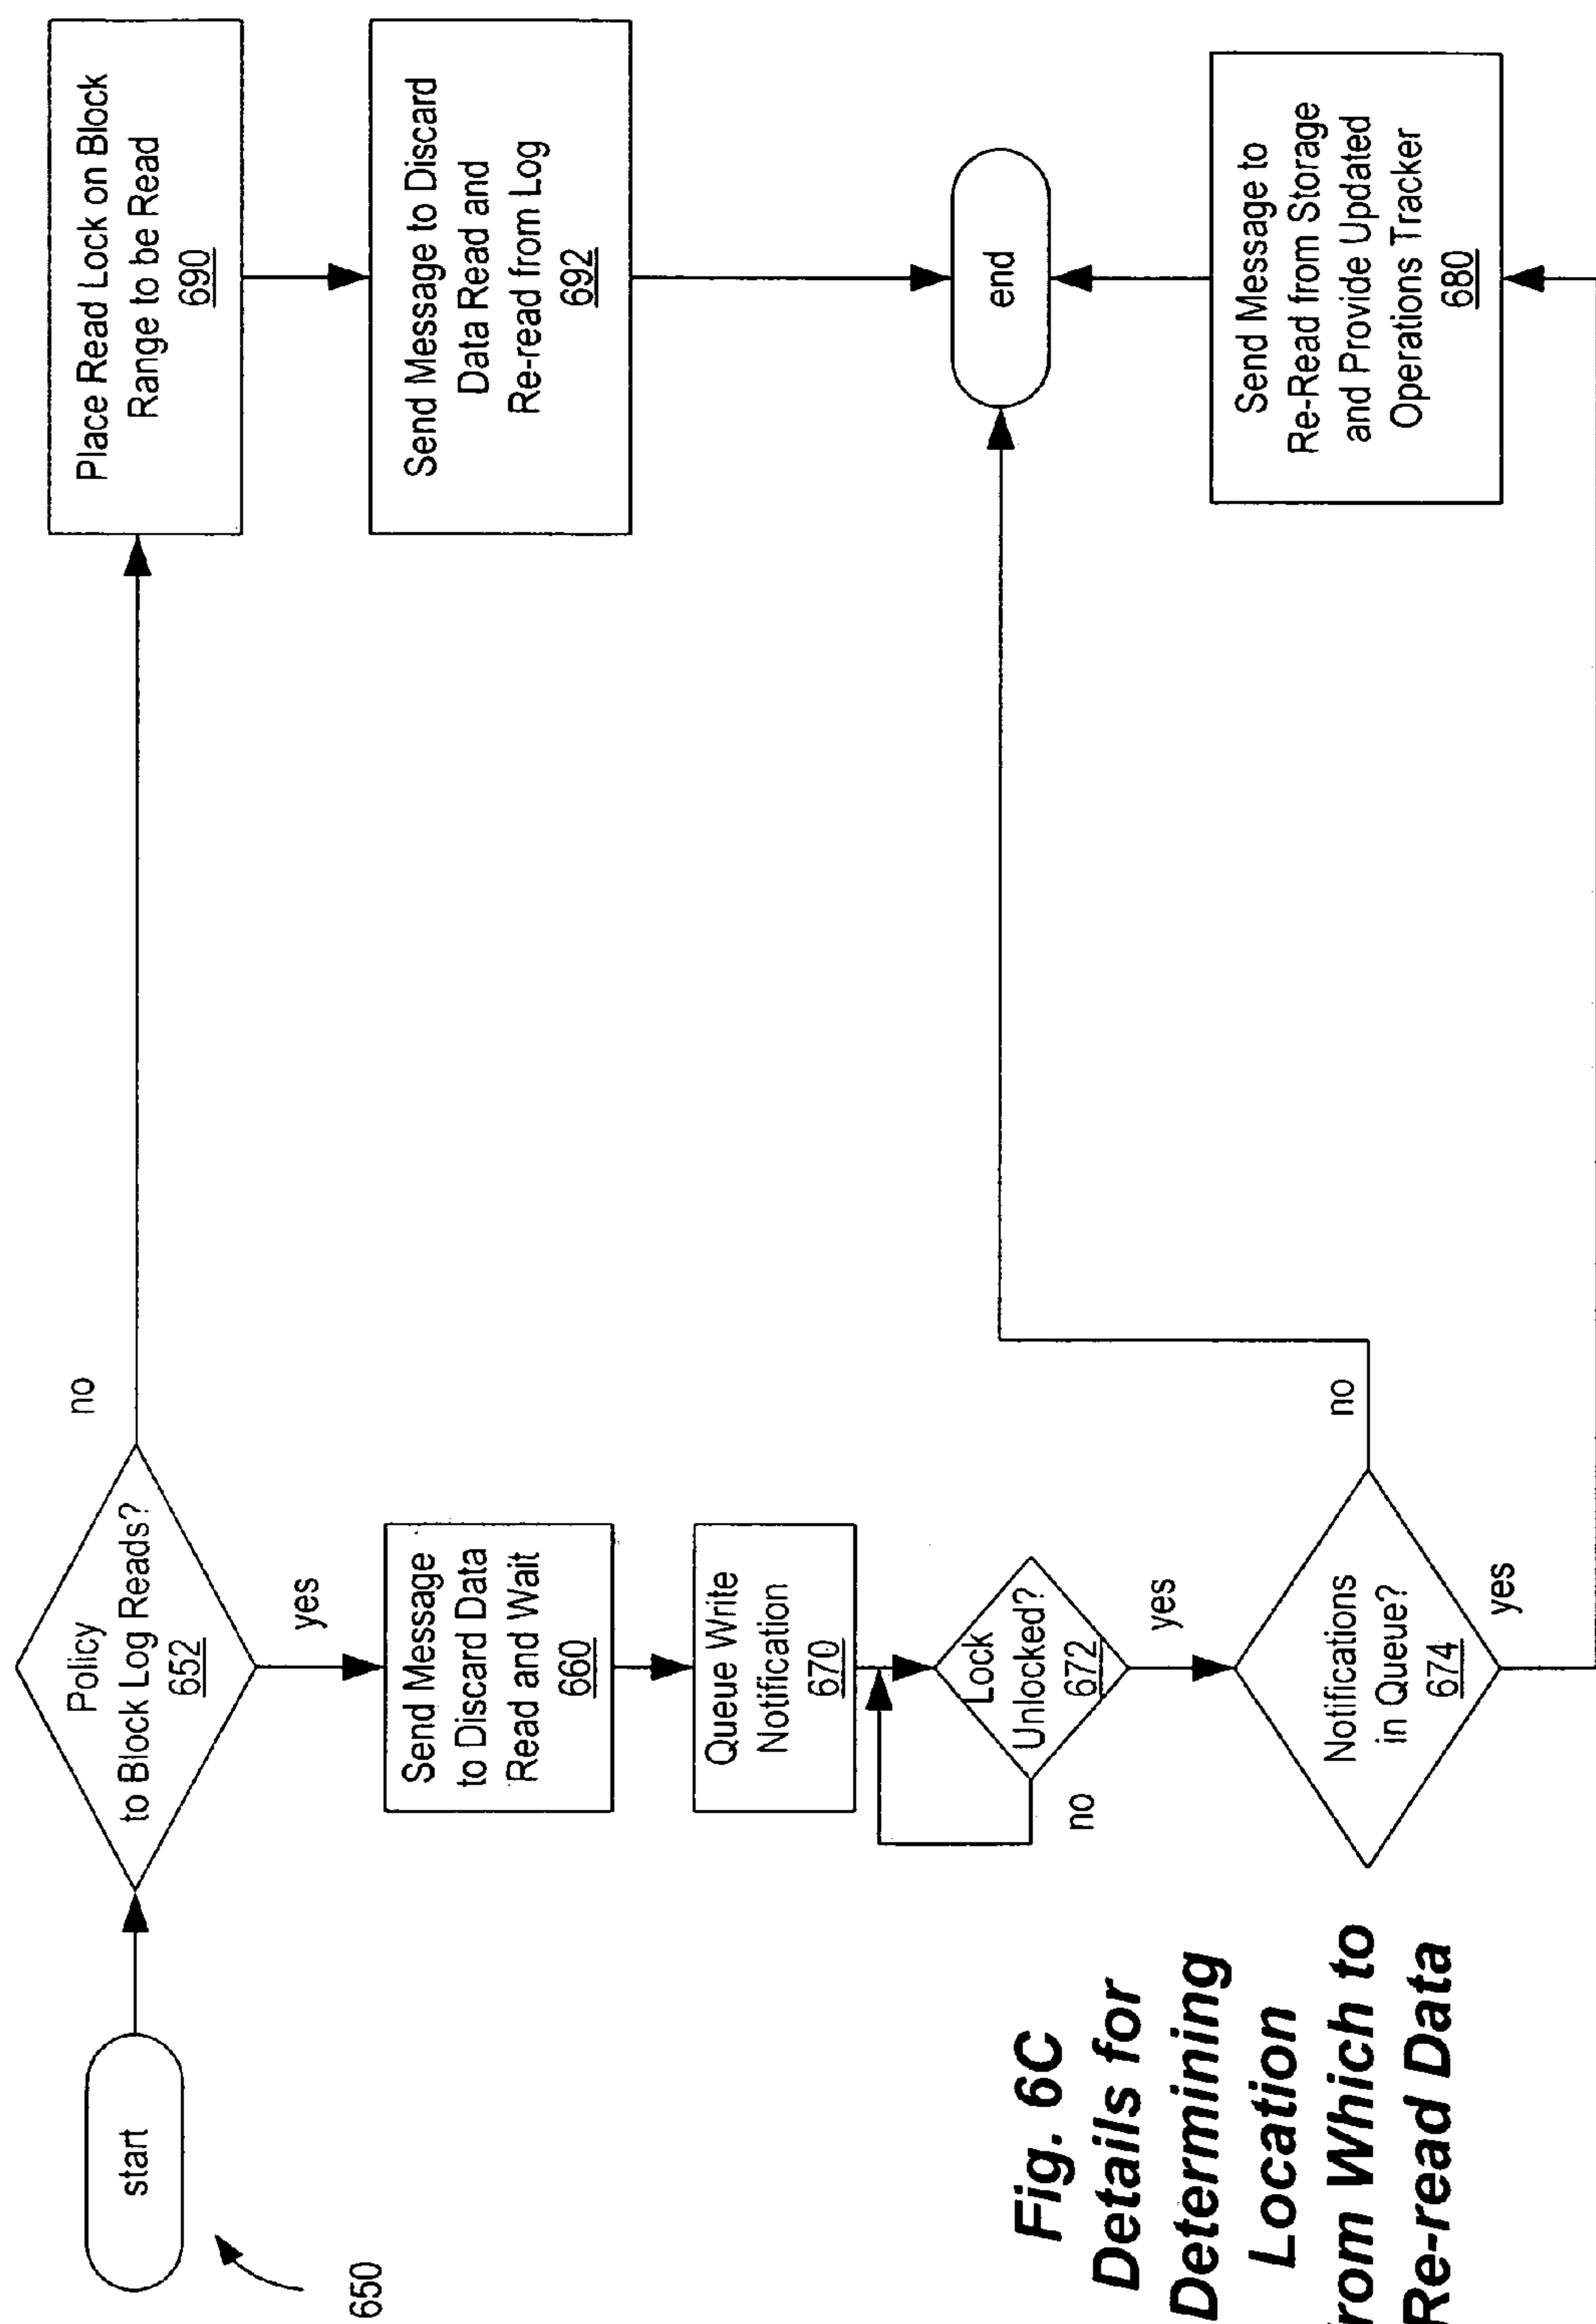 start
650
Policy
to Block Log Reads?
652
no
yes
Place Read Lock on Block
Range to be Read
690
Send Message to Discard
Data Read and
Re-read from Log
692
Send Message
to Discard Data
Read and Wait
660
Queue Write
Notification
670
Lock
Unlocked?
672
no
yes
Notifications
in Queue?
674
no
yes
end
Send Message to
Re-Read from Storage
and Provide Updated
Operations Tracker
680
Fig. 6C
Details for
Determining
Location
rom Which to
Re-read Data